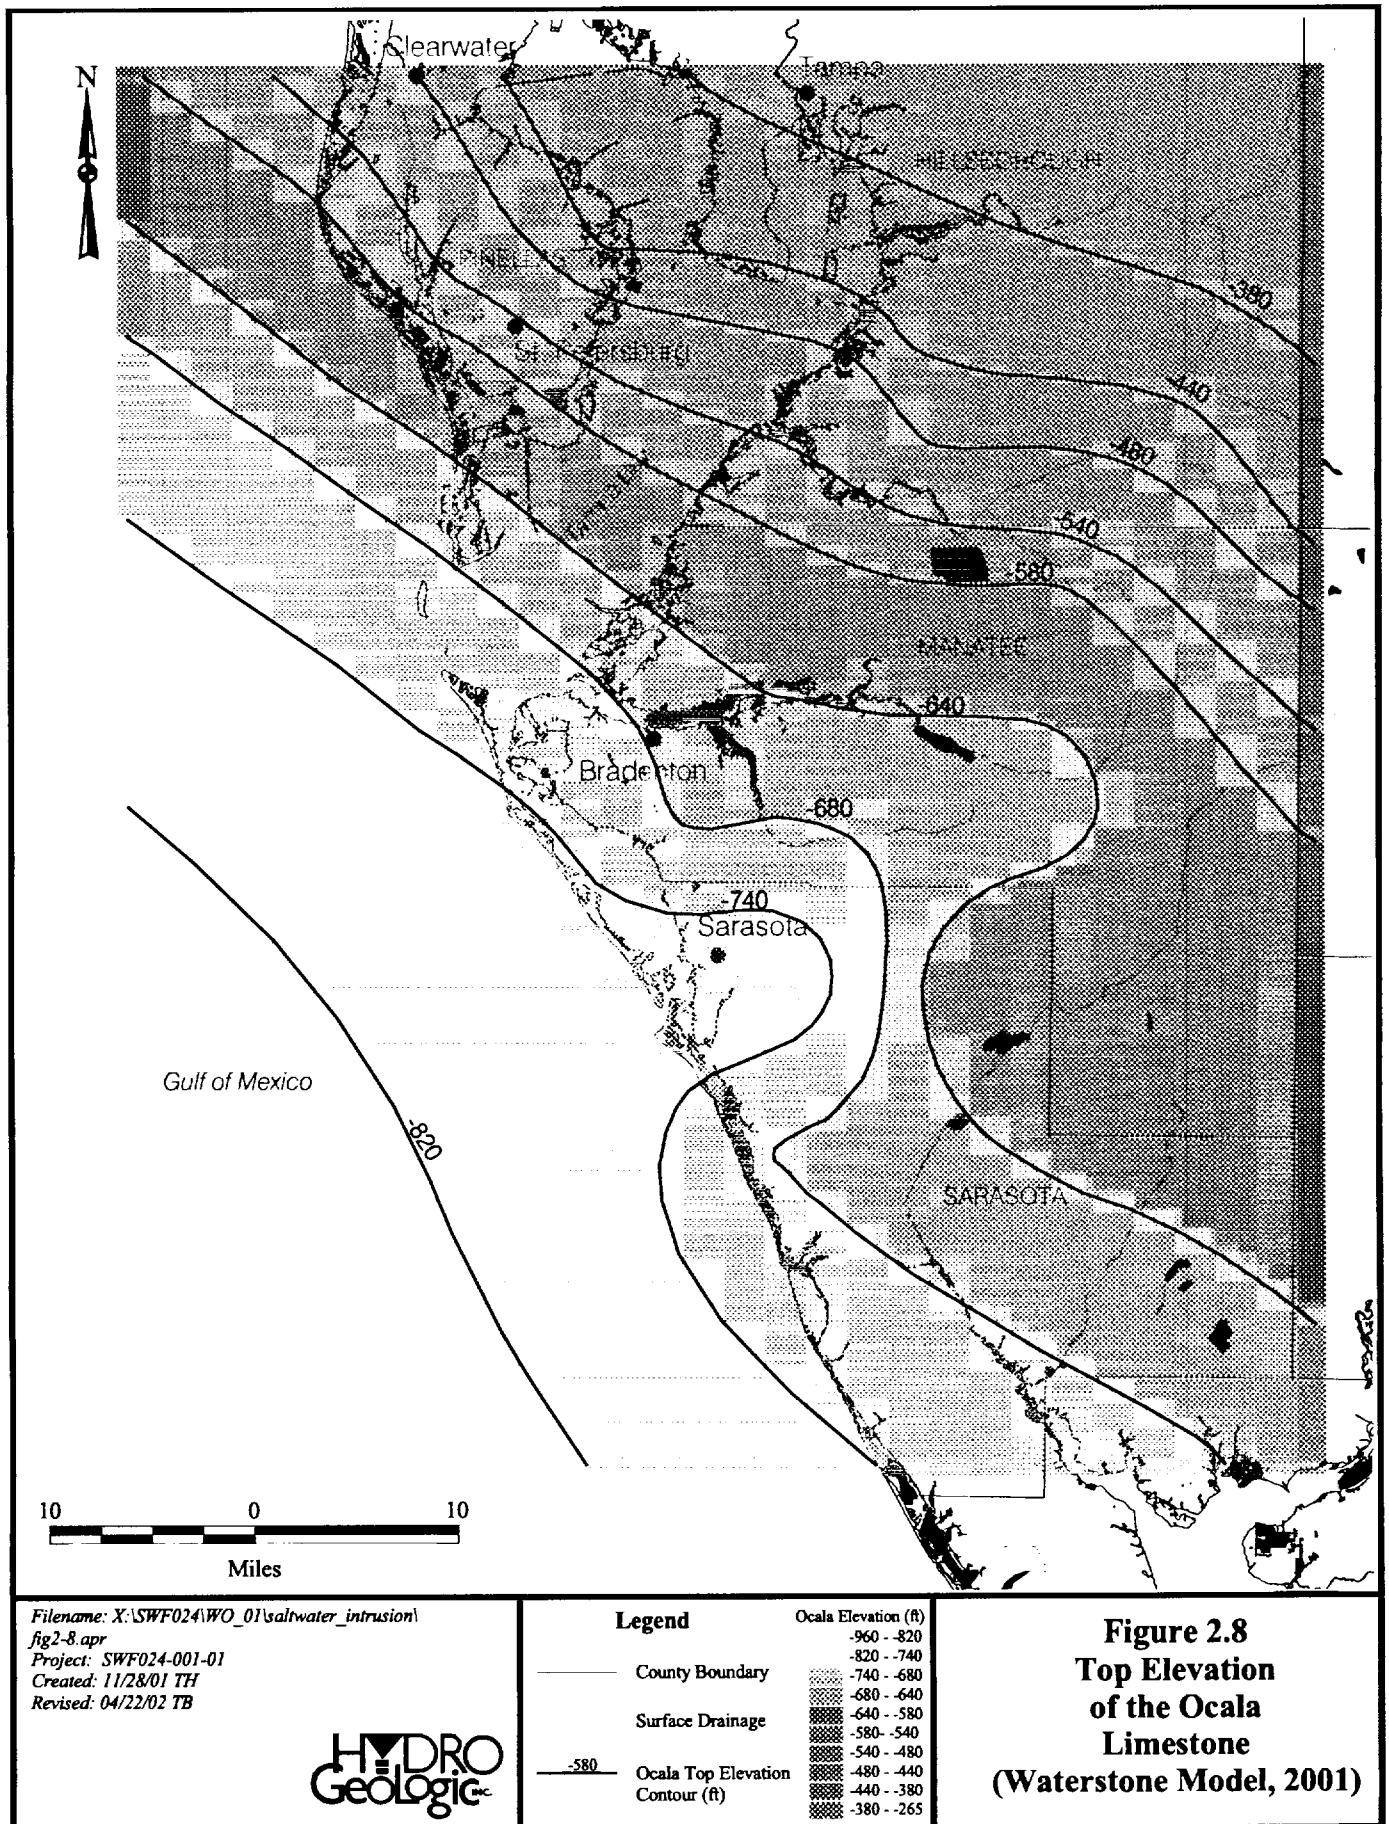 Clearwater
Tampa
N
HILLSBOROUGH
PINELLAS
-380
St. Petersburg
-440
-480
Tampa Bay
-540
-580
MANATEE
-640
Bradenton
-680
-740
Sarasota
Gulf of Mexico
-820
SARASOTA
10 0 10
Miles
Filename: X:\SWF024\WO_01\saltwater_intrusion\
fig2-8.apr
Project: SWF024-001-01
Created: 11/28/01 TH
Revised: 04/22/02 TB
HYDRO
GeoLogic INC
Legend
County Boundary
Surface Drainage
-580
Ocala Top Elevation
Contour (ft)
Ocala Elevation (ft)
-960 - -820
-820 - -740
-740 - -680
-680 - -640
-640 - -580
-580- -540
-540 - -480
-480 - -440
-440 - -380
-380 - -265
Figure 2.8
Top Elevation
of the Ocala
Limestone
(Waterstone Model, 2001)